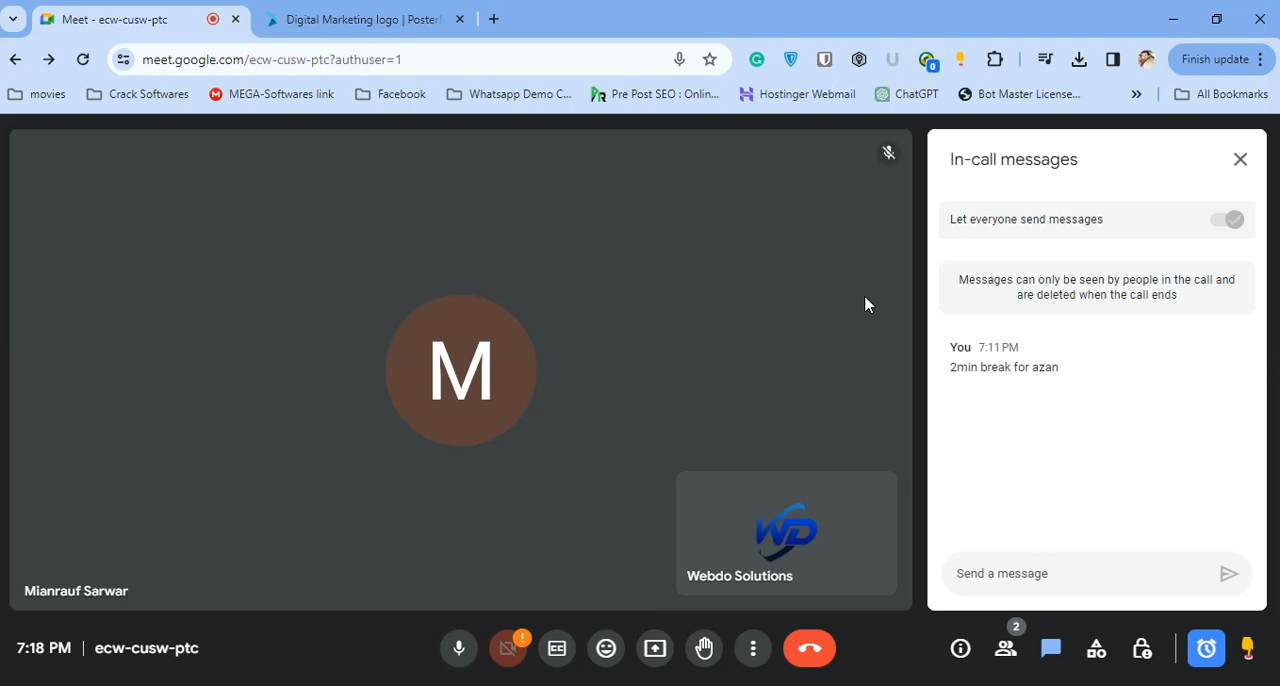 Meet - ecw-cusw-ptc
Digital Marketing logo | Poster
meet.google.com/ecw-cusw-ptc?authuser=1
0
Finish update
movies
Crack Softwares
MEGA-Softwares link
Facebook
Whatsapp Demo C...
Pre Post SEO : Onlin...
Hostinger Webmail
ChatGPT
Bot Master License...
All Bookmarks
M
Mianrauf Sarwar
WD
Webdo Solutions
In-call messages
Let everyone send messages
Messages can only be seen by people in the call and
are deleted when the call ends
You 7:11 PM
2min break for azan
Send a message
7:18 PM | ecw-cusw-ptc
CC
2